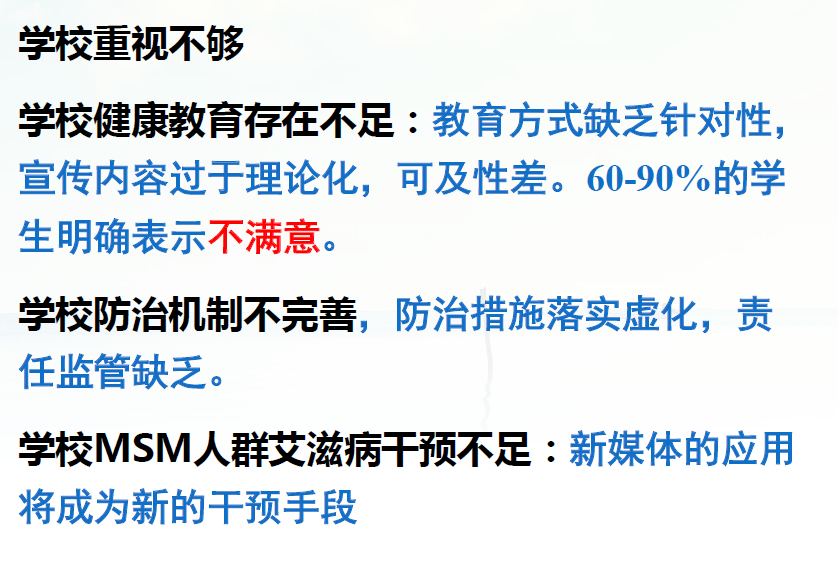 学校重视不够
学校健康教育存在不足：教育方式缺乏针对性，
宣传内容过于理论化，可及性差。60-90%的学
生明确表示不满意。
学校防治机制不完善，防治措施落实虚化，责
任监管缺乏。
学校MSM人群艾滋病干预不足：新媒体的应用
将成为新的干预手段